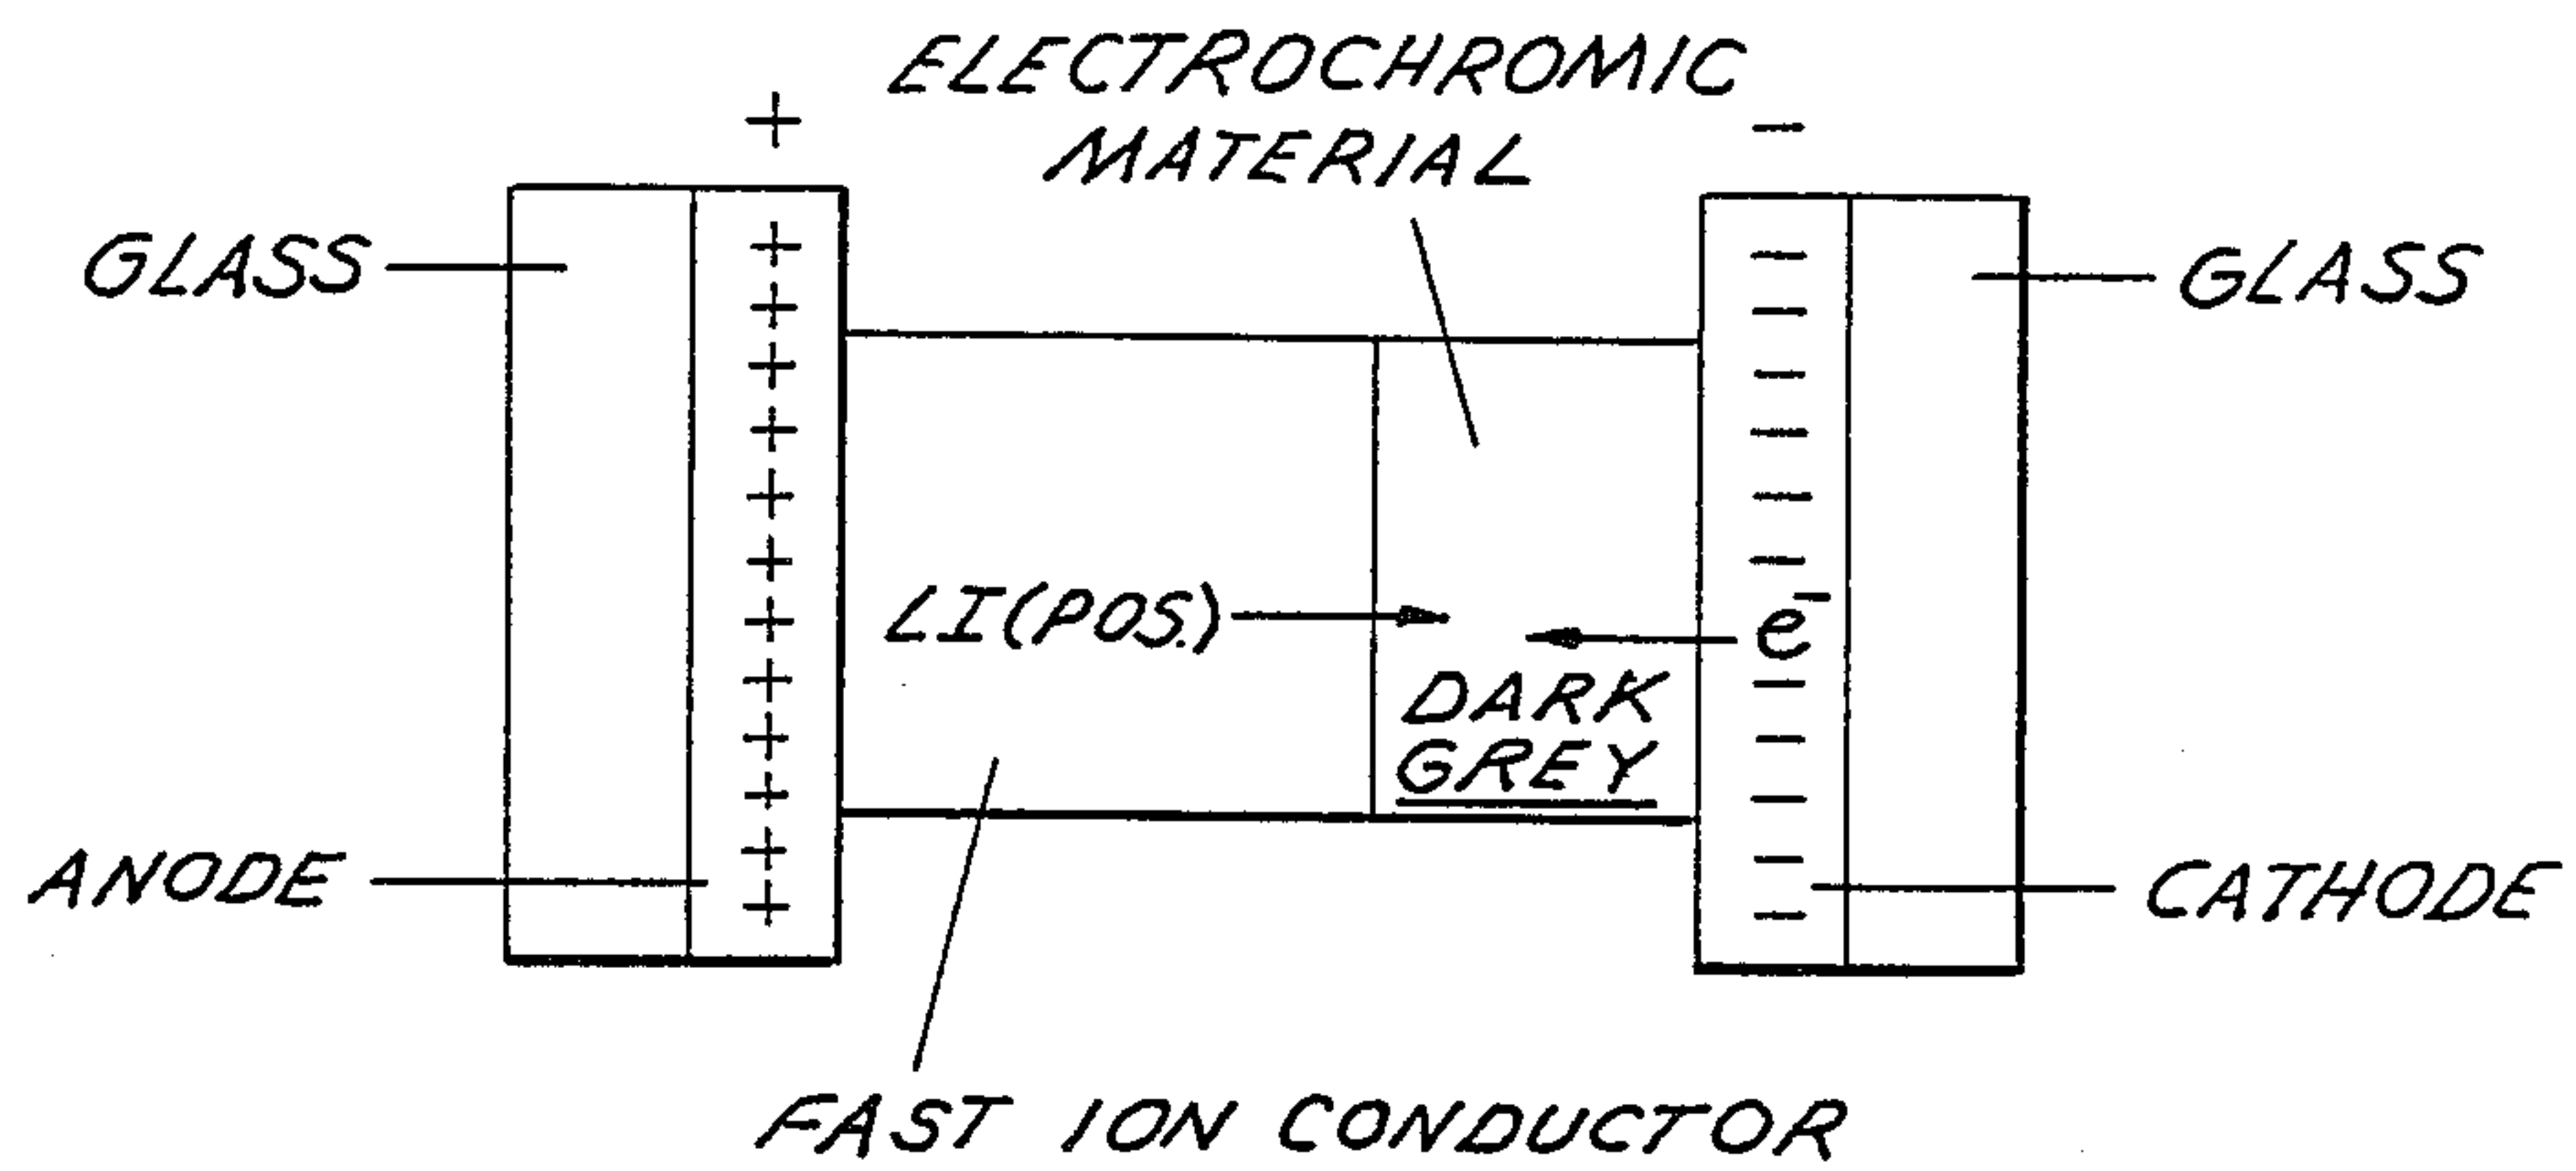 ELECTROCHROMIC
MATERIAL
+
−
GLASS
GLASS
+
+
+
+
+
+
+
+
+
+
+
+
−
−
−
−
−
−
e−
−
−
−
−
−
LI(POS.)
DARK
GREY
ANODE
CATHODE
FAST ION CONDUCTOR